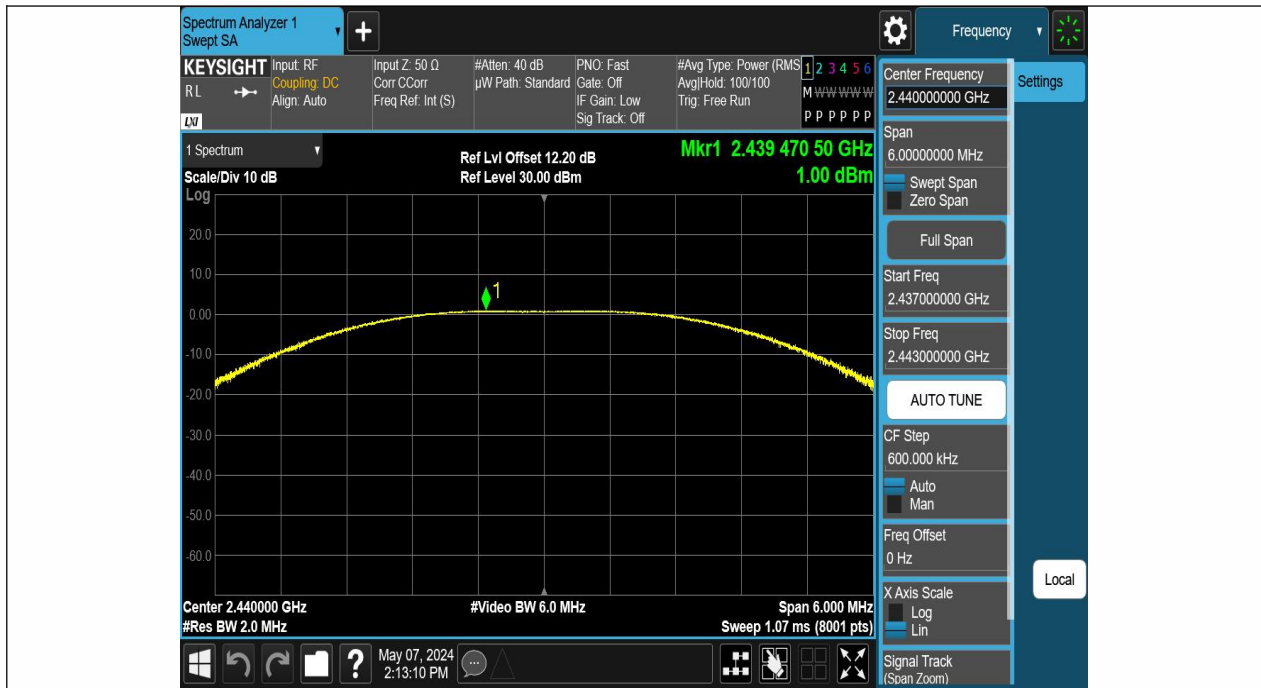 Spectrum Analyzer 1
Swept SA
+
Frequency
KEYSIGHT
R L
LXI
Input: RF
Coupling: DC
Align: Auto
Input Z: 50 Ω
Corr CCorr
Freq Ref: Int (S)
#Atten: 40 dB
µW Path: Standard
PNO: Fast
Gate: Off
IF Gain: Low
Sig Track: Off
#Avg Type: Power (RMS
Avg|Hold: 100/100
Trig: Free Run
1 2 3 4 5 6
M W W W W W
P P P P P P
1 Spectrum
Scale/Div 10 dB
Ref Lvl Offset 12.20 dB
Ref Level 30.00 dBm
Mkr1 2.439 470 50 GHz
1.00 dBm
Log
20.0
10.0
0.00
-10.0
-20.0
-30.0
-40.0
-50.0
-60.0
1
Center 2.440000 GHz
#Res BW 2.0 MHz
#Video BW 6.0 MHz
Span 6.000 MHz
Sweep 1.07 ms (8001 pts)
?
May 07, 2024
2:13:10 PM
Center Frequency
2.440000000 GHz
Span
6.00000000 MHz
Swept Span
Zero Span
Full Span
Start Freq
2.437000000 GHz
Stop Freq
2.443000000 GHz
AUTO TUNE
CF Step
600.000 kHz
Auto
Man
Freq Offset
0 Hz
X Axis Scale
Log
Lin
Signal Track
(Span Zoom)
Settings
Local